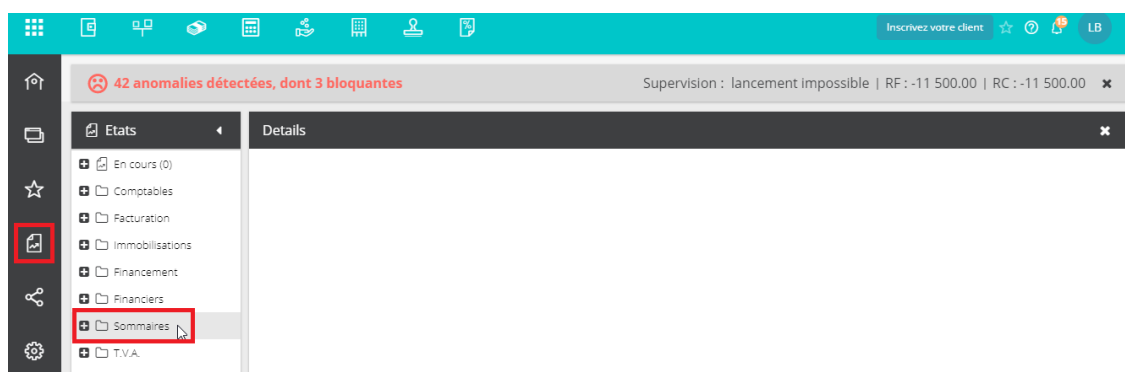 Inscrivez votre client
15
LB
42 anomalies détectées, dont 3 bloquantes
Supervision : lancement impossible | RF : -11 500.00 | RC : -11 500.00
Etats
Details
En cours (0)
Comptables
Facturation
Immobilisations
Financement
Financiers
Sommaires
T.V.A.